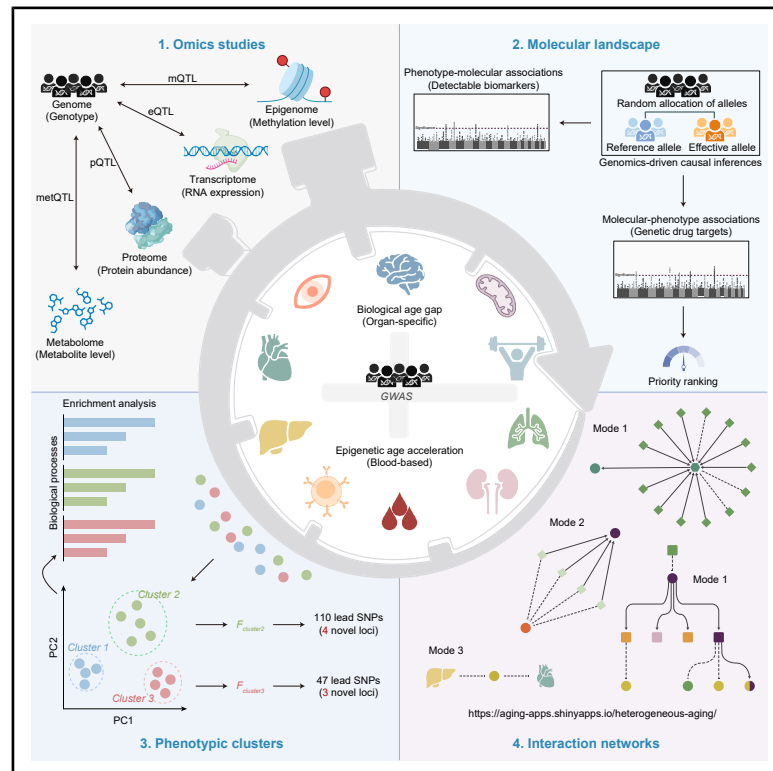 1. Omics studies
mQTL
Genome
(Genotype)
eQTL
Epigenome
(Methylation level)
pQTL
Transcriptome
(RNA expression)
metQTL
Proteome
(Protein abundance)
Metabolome
(Metabolite level)
2. Molecular landscape
Phenotype-molecular associations
(Detectable biomarkers)
Significance
Random allocation of alleles
Reference allele
Effective allele
Genomics-driven causal inferences
Molecular-phenotype associations
(Genetic drug targets)
Significance
Priority ranking
Biological age gap
(Organ-specific)
GWAS
Epigenetic age acceleration
(Blood-based)
Enrichment analysis
Biological processes
Cluster 2
Cluster 1
Cluster 3
PC2
PC1
Fcluster2
110 lead SNPs
(4 novel loci)
Fcluster3
47 lead SNPs
(3 novel loci)
3. Phenotypic clusters
Mode 1
Mode 2
Mode 1
Mode 3
https://aging-apps.shinyapps.io/heterogeneous-aging/
4. Interaction networks